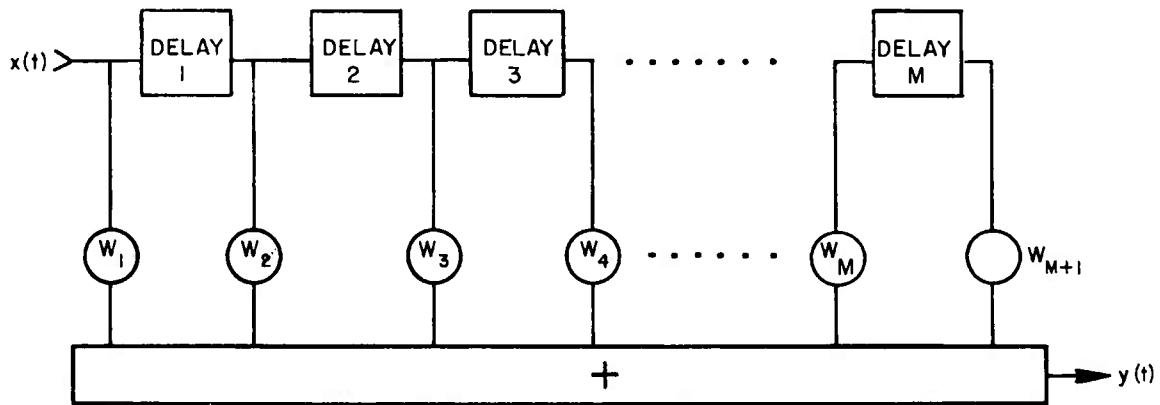 x(t)
DELAY
1
DELAY
2
DELAY
3
.......
DELAY
M
W1
W2
W3
W4
......
WM
WM+1
+
y(t)